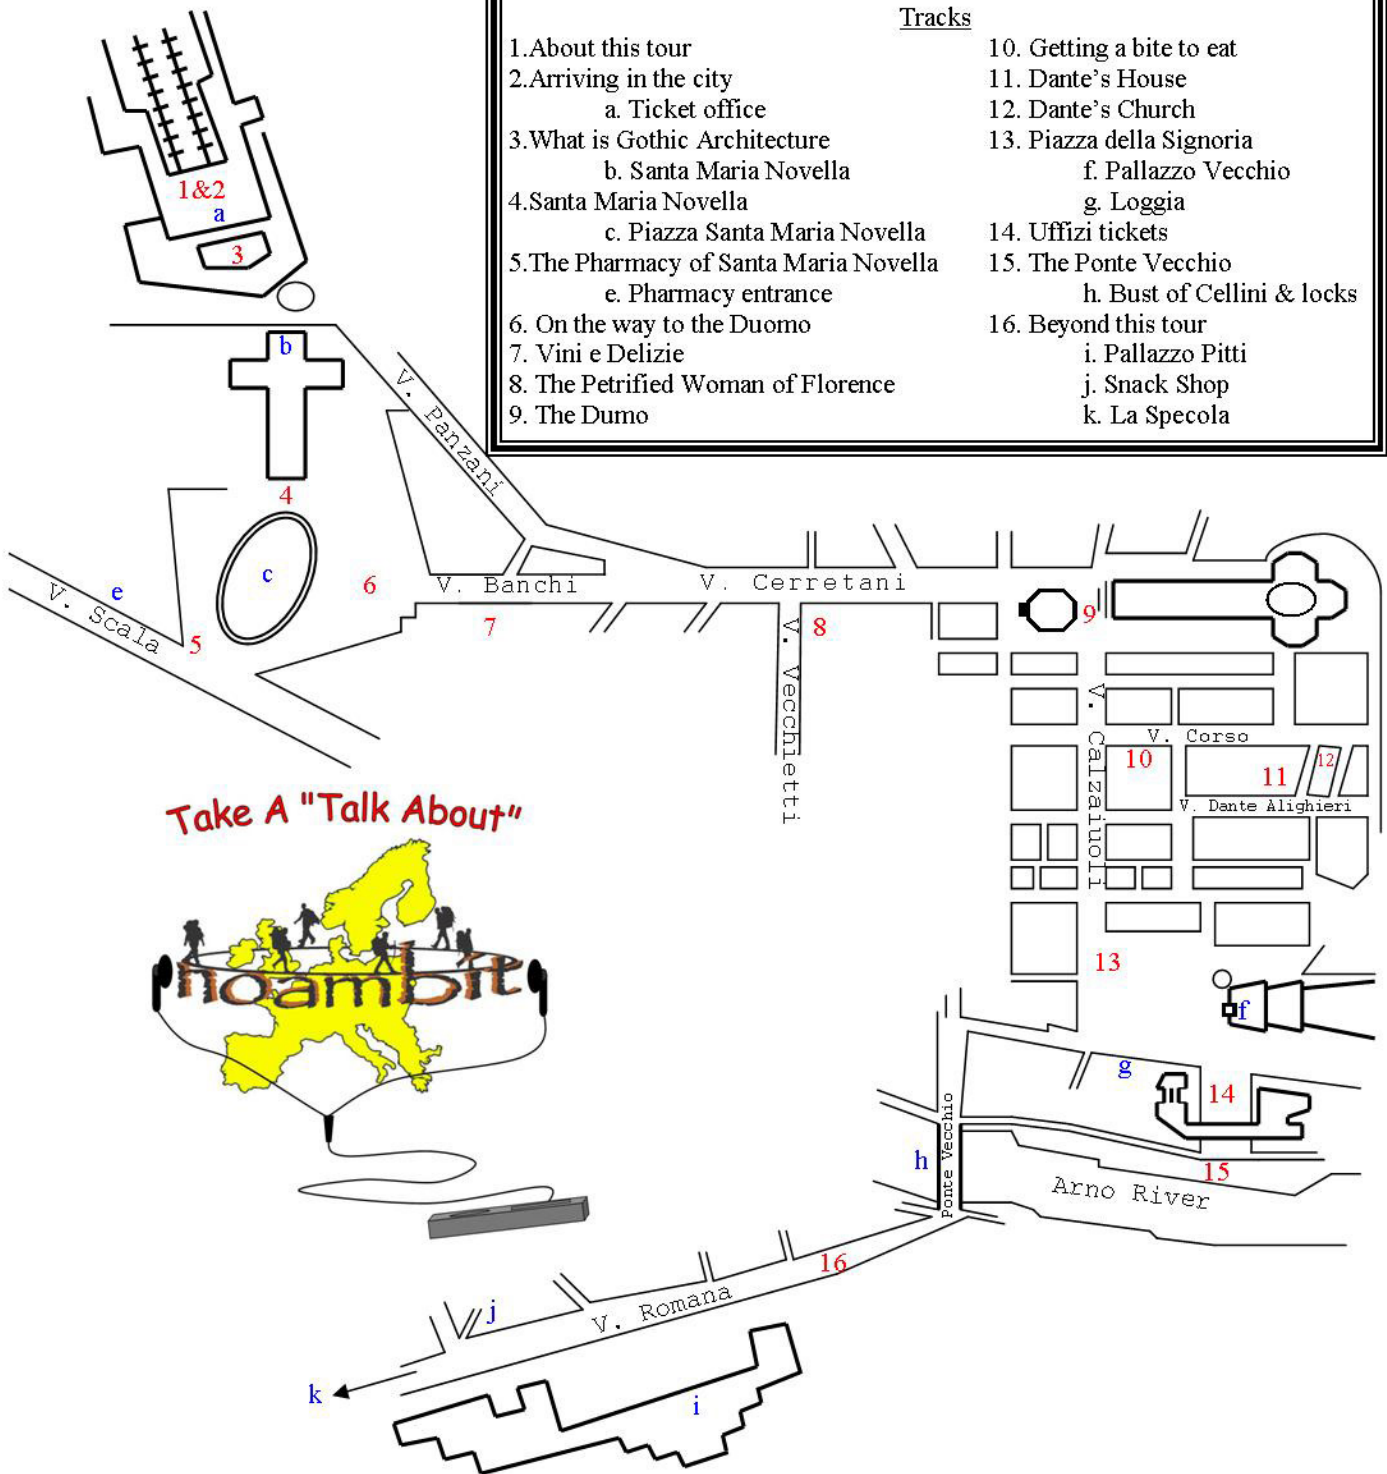 Tracks
1.About this tour
2.Arriving in the city
a. Ticket office
3.What is Gothic Architecture
b. Santa Maria Novella
4.Santa Maria Novella
c. Piazza Santa Maria Novella
5.The Pharmacy of Santa Maria Novella
e. Pharmacy entrance
6. On the way to the Duomo
7. Vini e Delizie
8. The Petrified Woman of Florence
9. The Dumo
10. Getting a bite to eat
11. Dante's House
12. Dante's Church
13. Piazza della Signoria
f. Pallazzo Vecchio
g. Loggia
14. Uffizi tickets
15. The Ponte Vecchio
h. Bust of Cellini & locks
16. Beyond this tour
i. Pallazzo Pitti
j. Snack Shop
k. La Specola
1&2
a
3
b
V. Panzani
4
c
6
e
V. Scala
5
V. Banchi
7
V. Cerretani
8
V. Vecchietti
9
V. Calzaiuoli
V. Corso
10
11
12
V. Dante Alighieri
13
f
g
14
15
Arno River
Ponte Vecchio
h
16
V. Romana
j
k
i
Take A "Talk About"
noambit